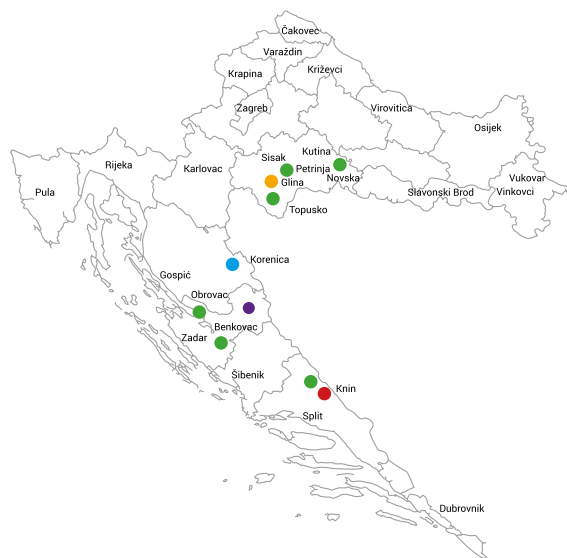 Čakovec
Varaždin
Krapina
Križevci
Zagreb
Virovitica
Osijek
Kutina
Sisak
Petrinja
Rijeka
Karlovac
Novska
Glina
Vukovar
Pula
Slavonski Brod
Vinkovci
Topusko
Korenica
Gospić
Obrovac
Benkovac
Zadar
Šibenik
Knin
Split
Dubrovnik